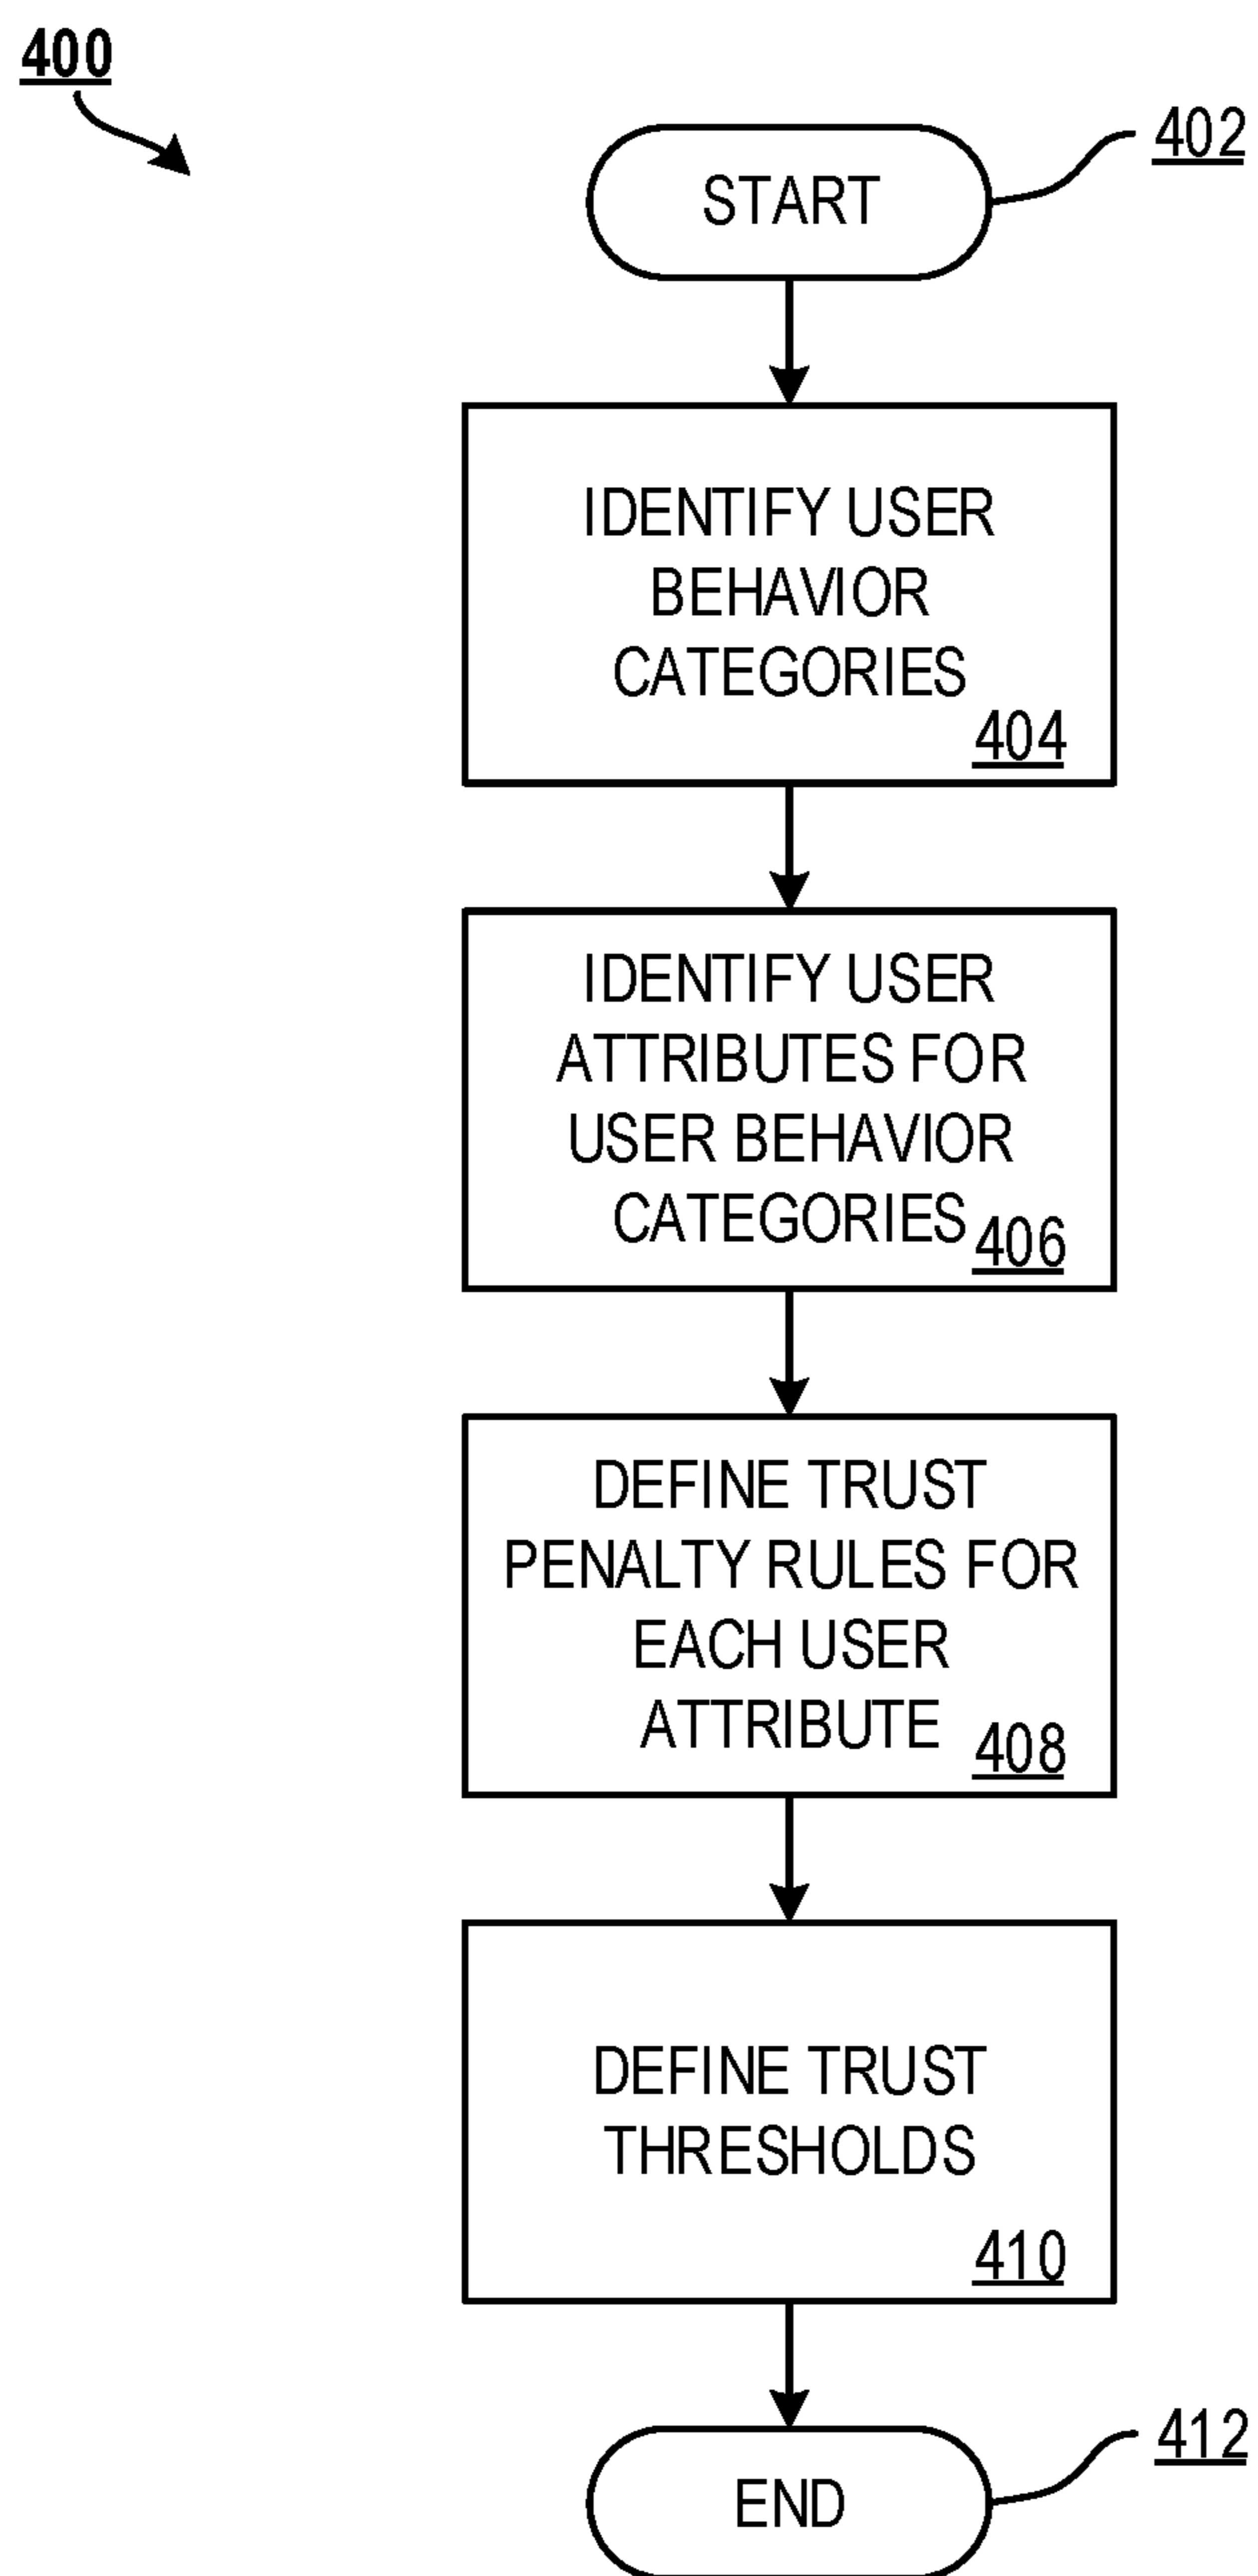 400
402
START
IDENTIFY USER
BEHAVIOR
CATEGORIES
404
IDENTIFY USER
ATTRIBUTES FOR
USER BEHAVIOR
CATEGORIES
406
DEFINE TRUST
PENALTY RULES FOR
EACH USER
ATTRIBUTE
408
DEFINE TRUST
THRESHOLDS
410
412
END